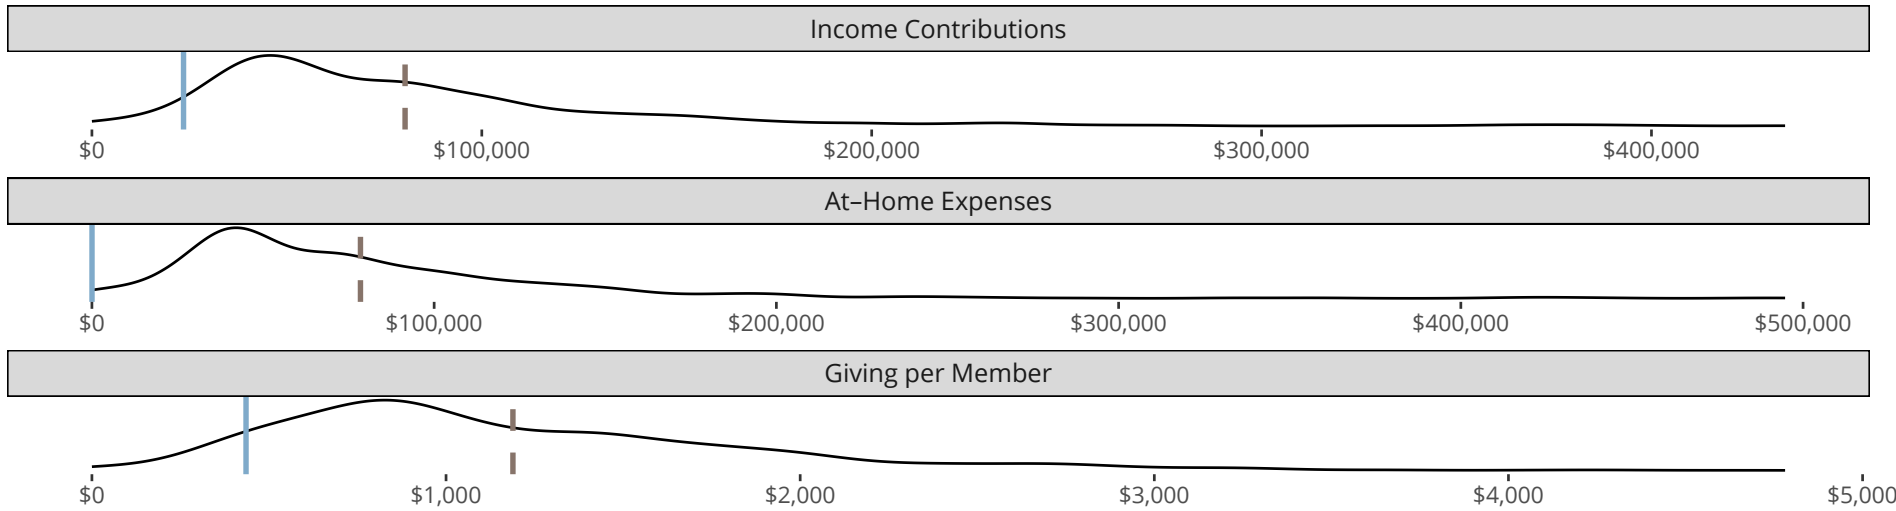 Income Contributions
$0 $100,000 $200,000 $300,000 $400,000
At–Home Expenses
$0 $100,000 $200,000 $300,000 $400,000 $500,000
Giving per Member
$0 $1,000 $2,000 $3,000 $4,000 $5,000